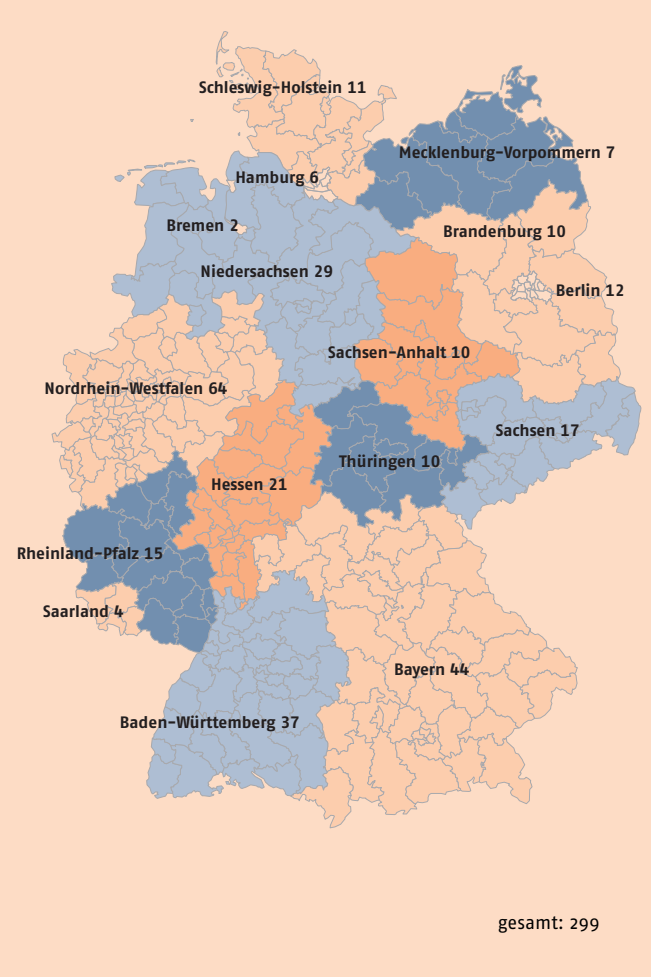 Schleswig-Holstein 11
Mecklenburg-Vorpommern 7
Hamburg 6
Bremen 2
Brandenburg 10
Niedersachsen 29
Berlin 12
Sachsen-Anhalt 10
Nordrhein-Westfalen 64
Sachsen 17
Thüringen 10
Hessen 21
Rheinland-Pfalz 15
Saarland 4
Bayern 44
Baden-Württemberg 37
gesamt: 299